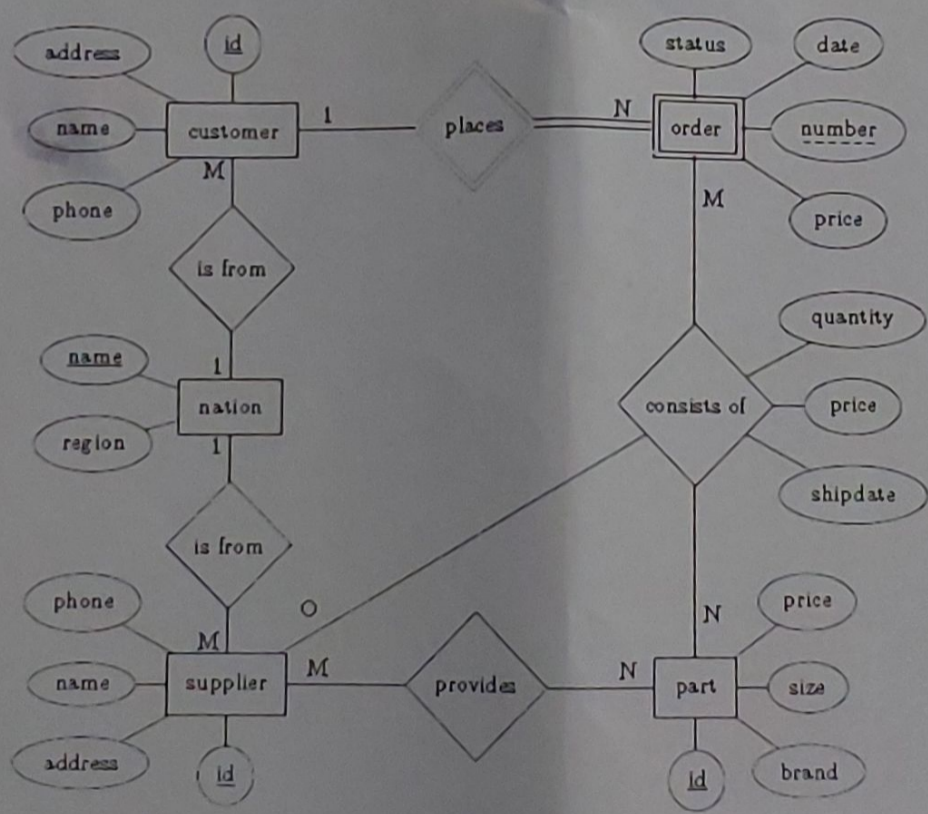 id
address
status
date
name
customer
1
places
N
order
number
M
phone
M
price
is from
quantity
name
1
nation
consists of
price
region
1
shipdate
is from
phone
O
price
M
N
name
supplier
M
provides
N
part
size
address
id
id
brand